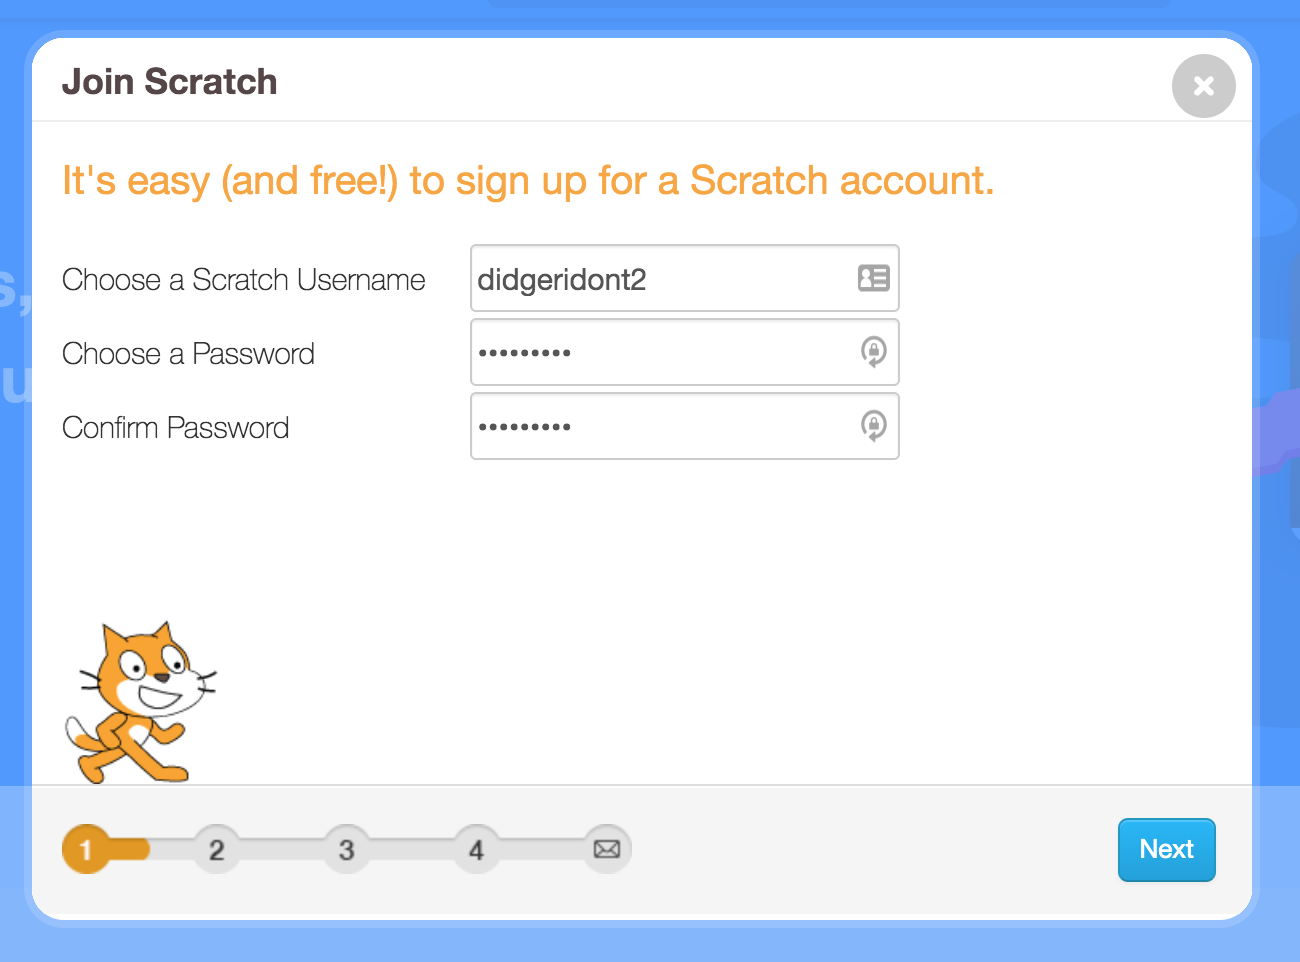 Join Scratch
It's easy (and free!) to sign up for a Scratch account.
Choose a Scratch Username didgeridont2
Choose a Password •••••••••
Confirm Password •••••••••
1 2 3 4 Next